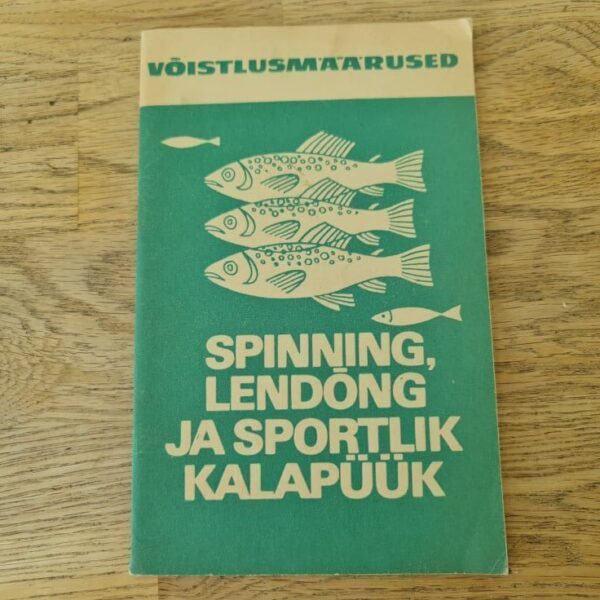 VÕISTLUSMÄÄRUSED
SPINNING,
LENDÕNG
JA SPORTLIK
KALAPÜÜK